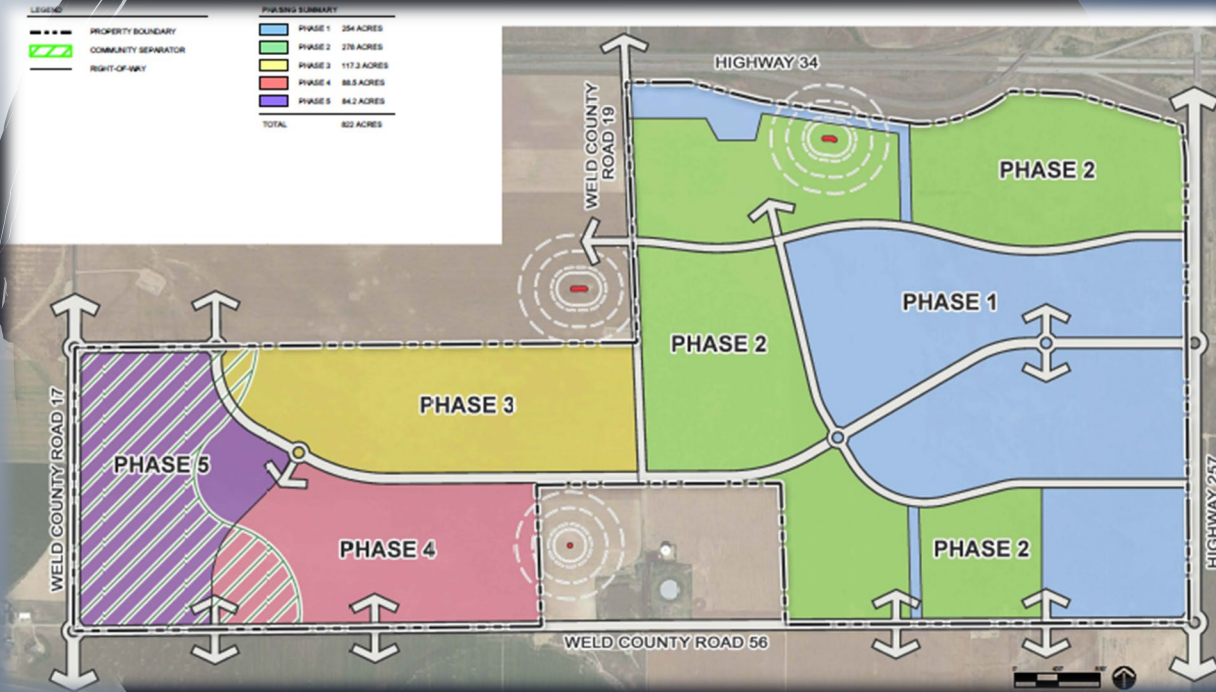 LEGEND
PROPERTY BOUNDARY
COMMUNITY SEPARATOR
RIGHT-OF-WAY
PHASING SUMMARY
PHASE 1 254 ACRES
PHASE 2 278 ACRES
PHASE 3 117.2 ACRES
PHASE 4 88.5 ACRES
PHASE 5 84.2 ACRES
TOTAL 822 ACRES
HIGHWAY 34
WELD COUNTY
ROAD 19
PHASE 2
PHASE 1
PHASE 2
PHASE 3
PHASE 5
WELD COUNTY ROAD 17
PHASE 4
PHASE 2
HIGHWAY 257
WELD COUNTY ROAD 56